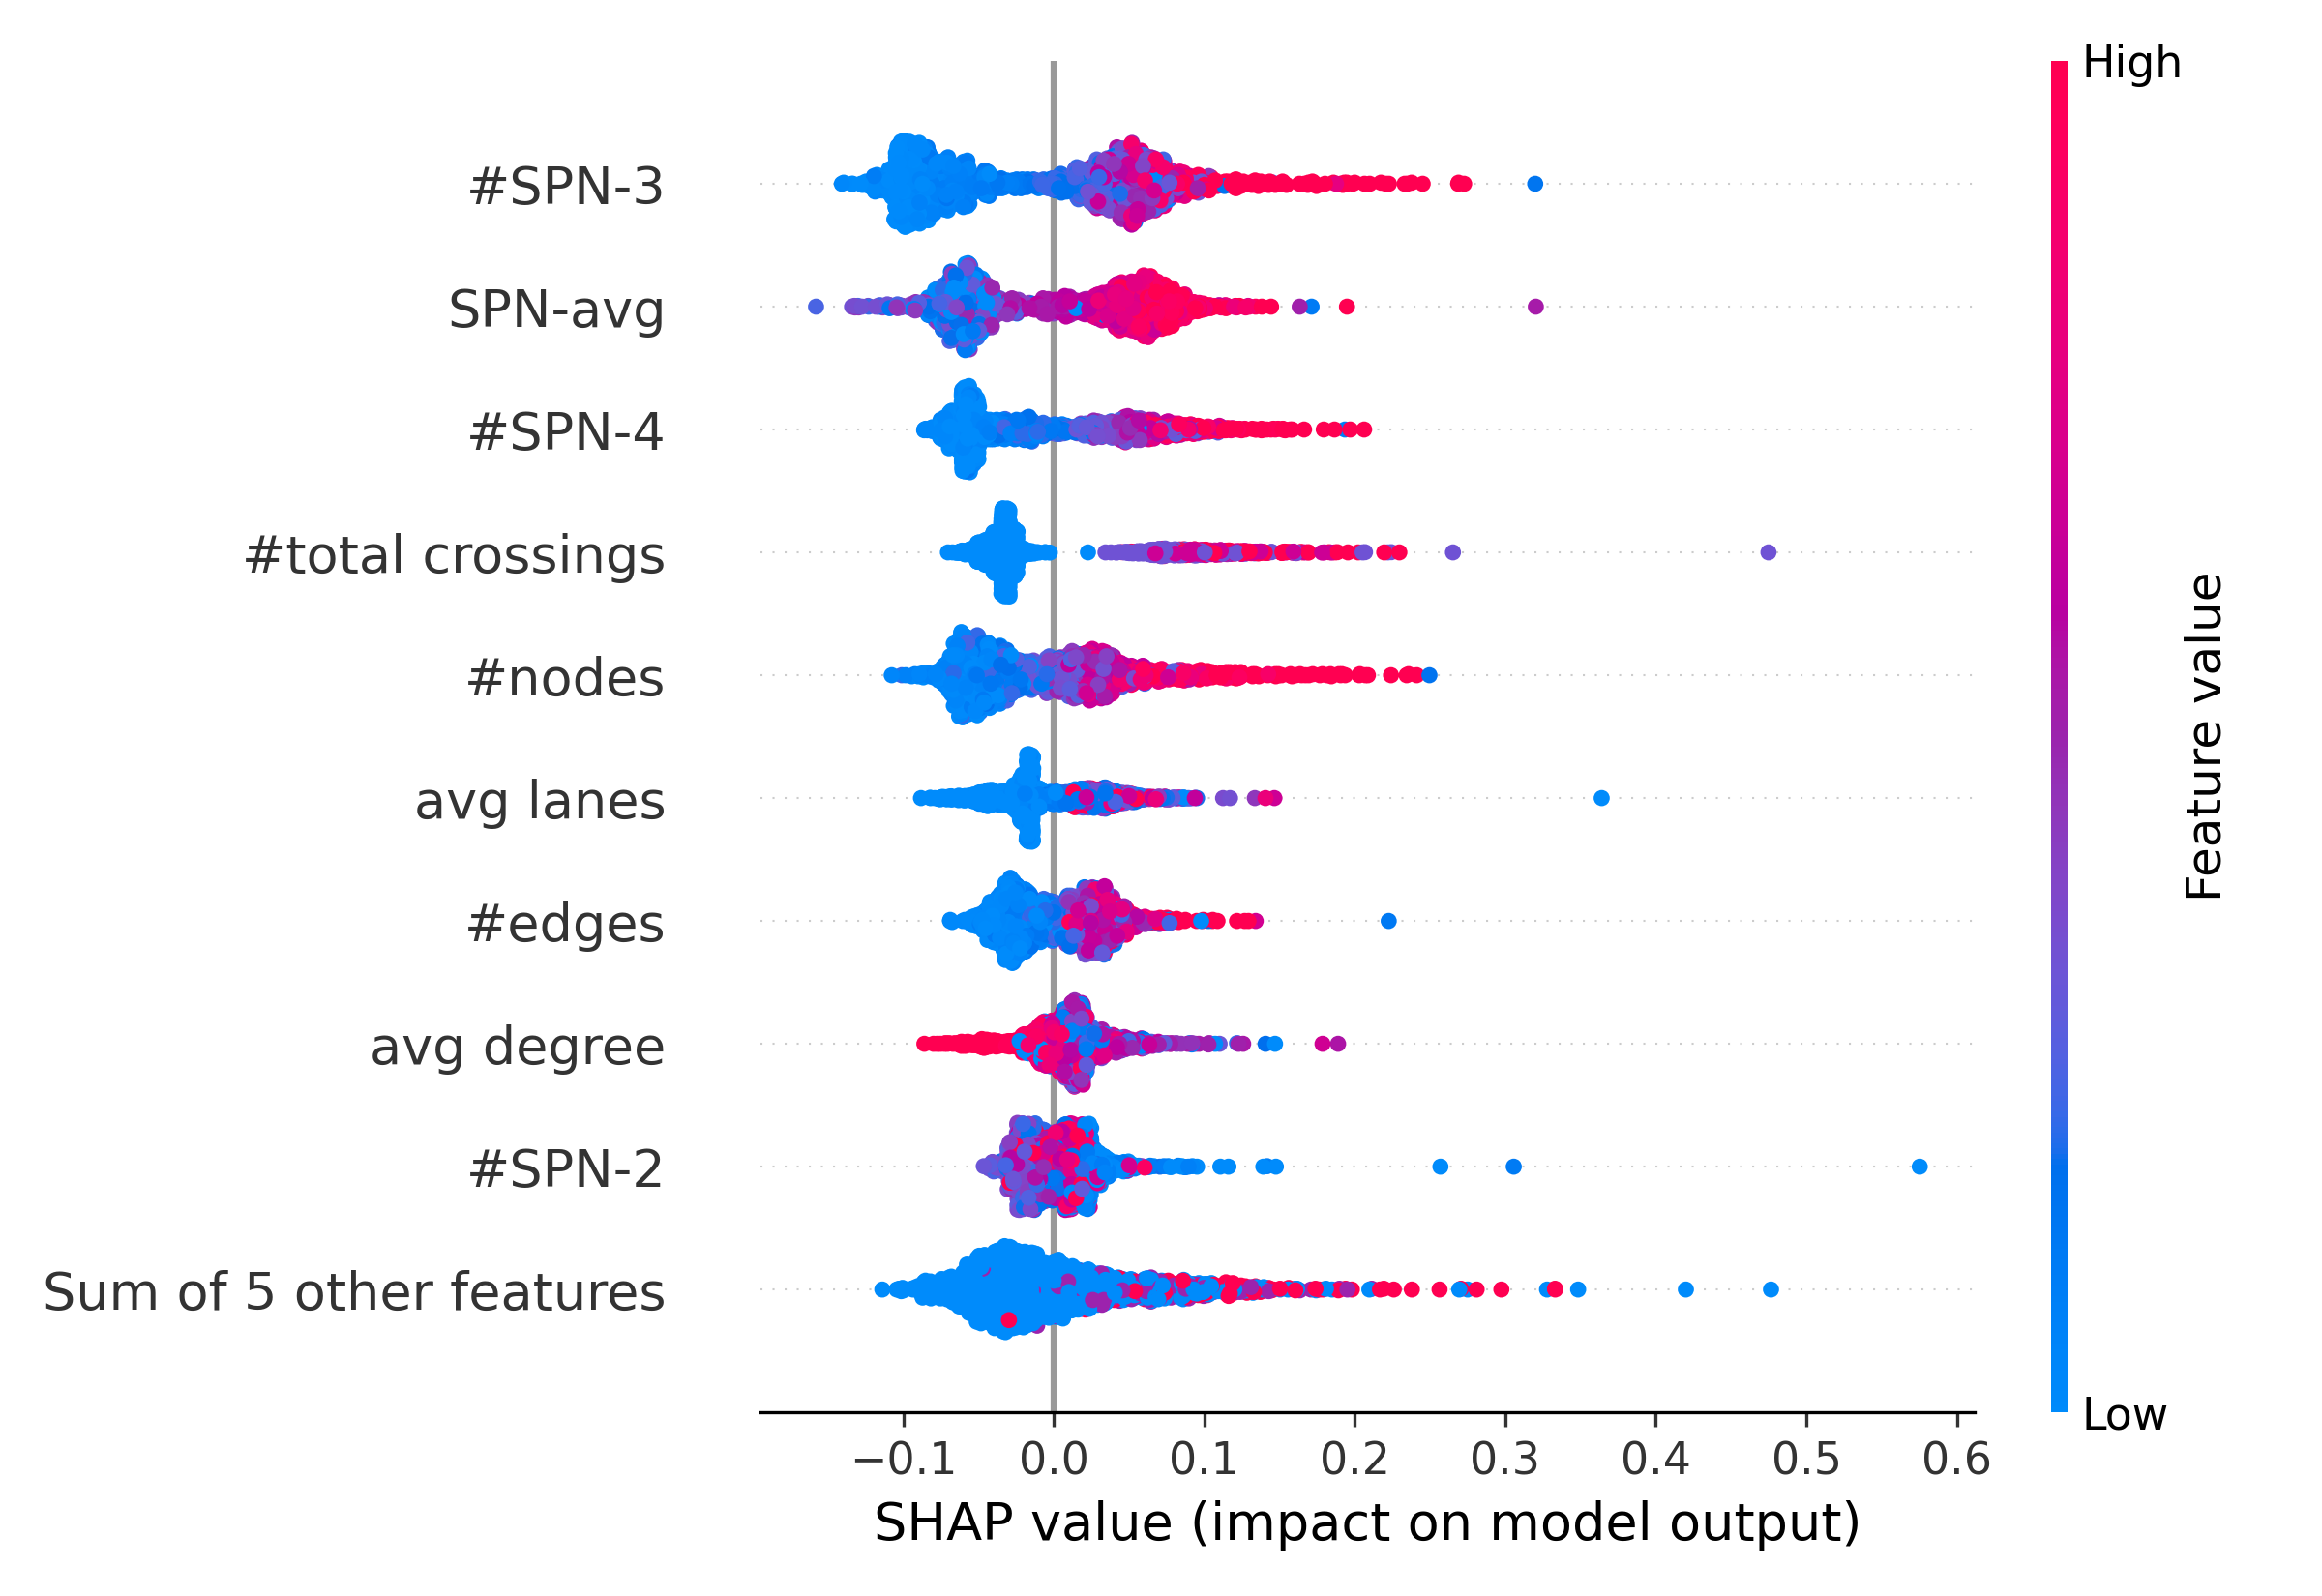 High
#SPN-3
SPN-avg
#SPN-4
#total crossings
#nodes
avg lanes
#edges
avg degree
#SPN-2
Sum of 5 other features
Feature value
Low
−0.1 0.0 0.1 0.2 0.3 0.4 0.5 0.6
SHAP value (impact on model output)